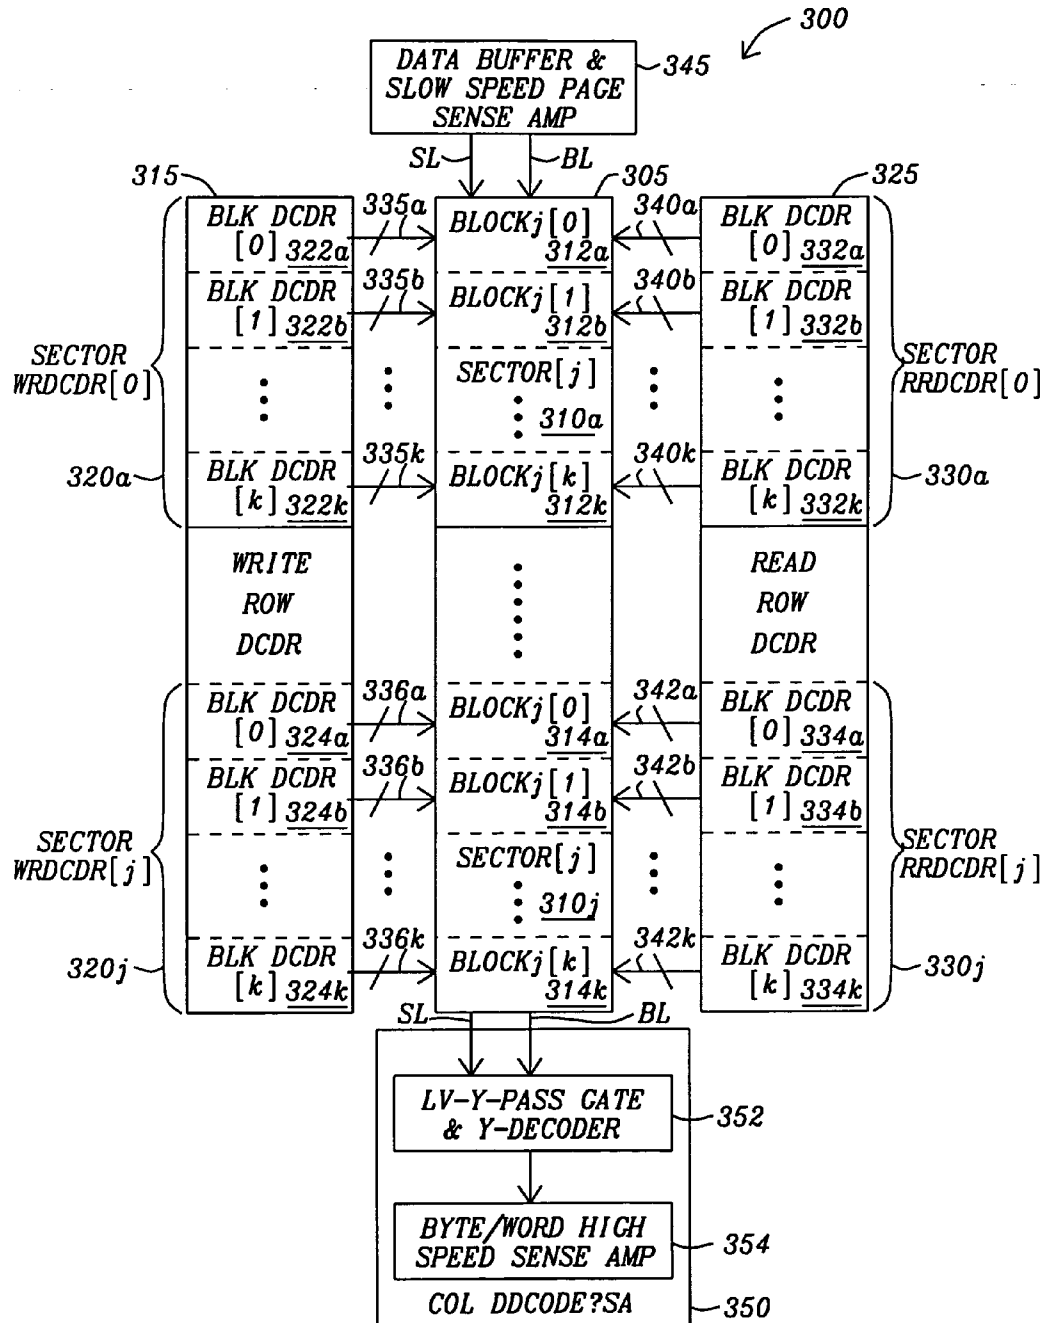 300
DATA BUFFER &
SLOW SPEED PAGE
SENSE AMP
345
SL
BL
315
305
325
BLK DCDR
[0] 322a
335a
BLOCKj[0]
312a
340a
BLK DCDR
[0] 332a
BLK DCDR
[1] 322b
335b
BLOCKj[1]
312b
340b
BLK DCDR
[1] 332b
SECTOR
WRDCDR[0]
SECTOR[j]
310a
SECTOR
RRDCDR[0]
320a
BLK DCDR
[k] 322k
335k
BLOCKj[k]
312k
340k
BLK DCDR
[k] 332k
330a
WRITE
ROW
DCDR
READ
ROW
DCDR
BLK DCDR
[0] 324a
336a
BLOCKj[0]
314a
342a
BLK DCDR
[0] 334a
BLK DCDR
[1] 324b
336b
BLOCKj[1]
314b
342b
BLK DCDR
[1] 334b
SECTOR
WRDCDR[j]
SECTOR[j]
310j
SECTOR
RRDCDR[j]
320j
BLK DCDR
[k] 324k
336k
BLOCKj[k]
314k
342k
BLK DCDR
[k] 334k
330j
SL
BL
LV-Y-PASS GATE
& Y-DECODER
352
BYTE/WORD HIGH
SPEED SENSE AMP
354
COL DDCODE?SA
350